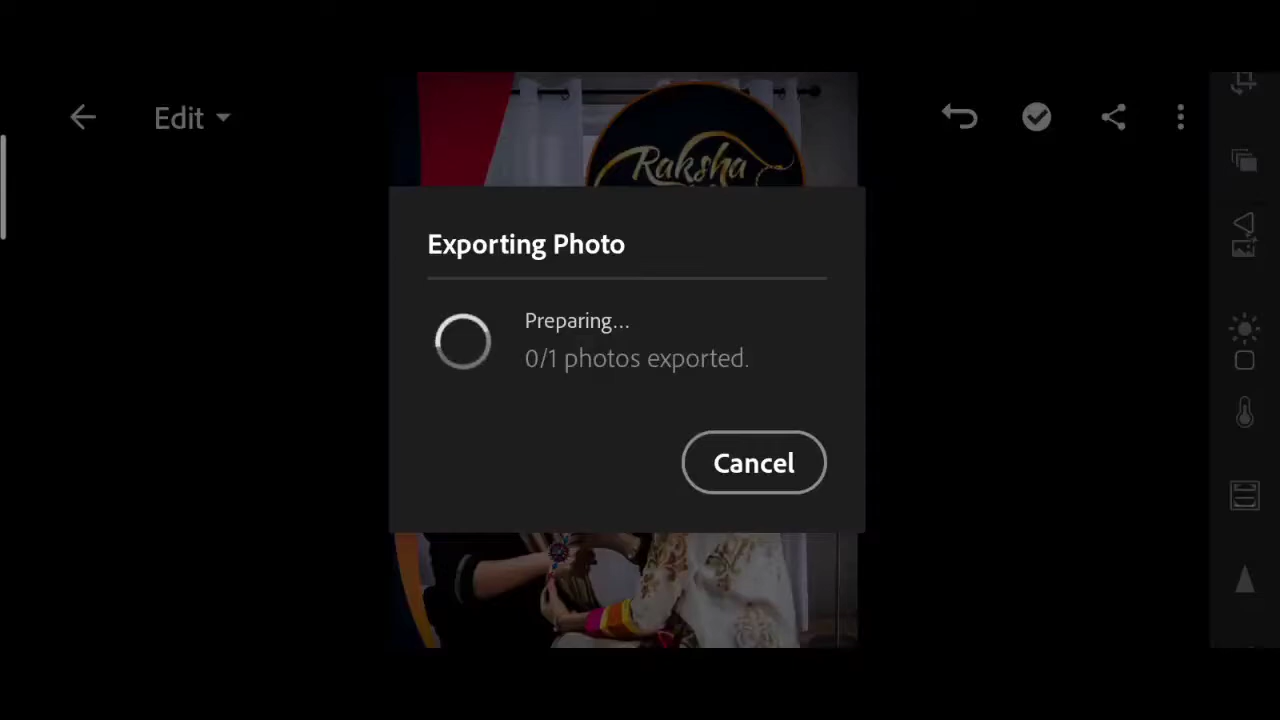 Edit
Raksha
Exporting Photo
Preparing...
0/1 photos exported.
Cancel